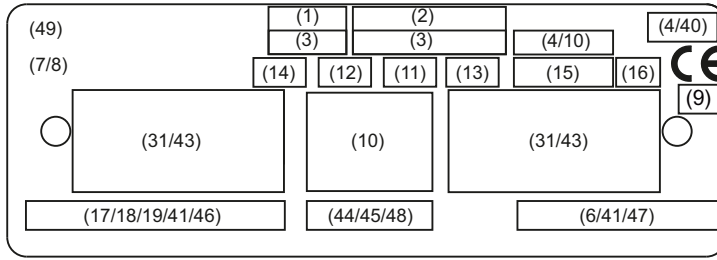 (49) (1) (2) (4/40)
(3) (3) (4/10)
(7/8) (14) (12) (11) (13) (15) (16) CE
(9)
(31/43) (10) (31/43)
(17/18/19/41/46) (44/45/48) (6/41/47)